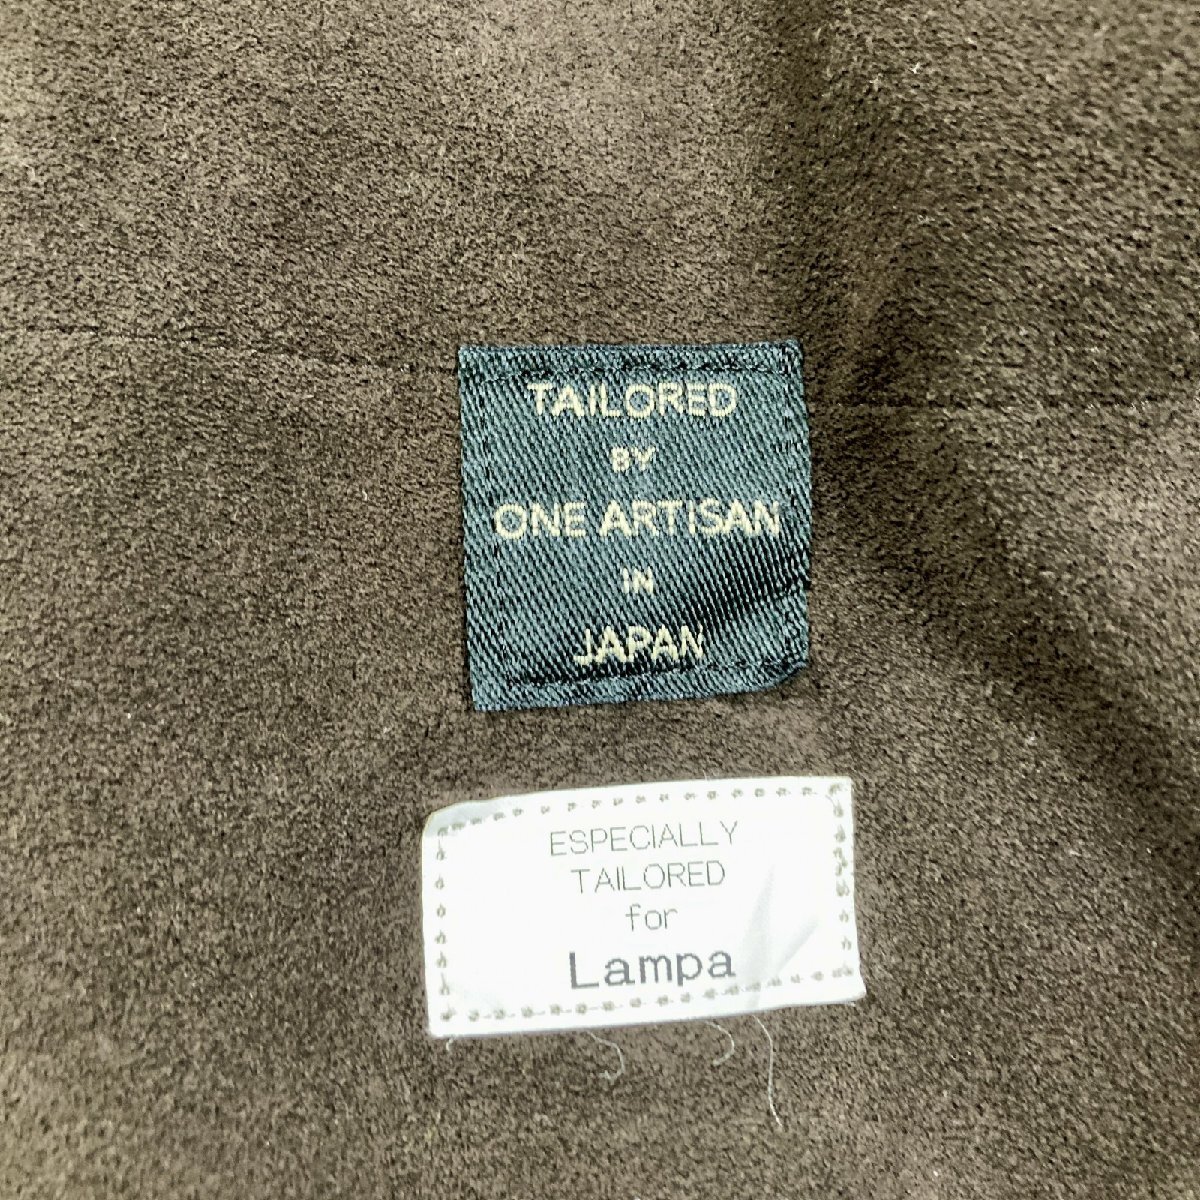 TAILORED
BY
ONE ARTISAN
IN
JAPAN
ESPECIALLY
TAILORED
for
Lampa